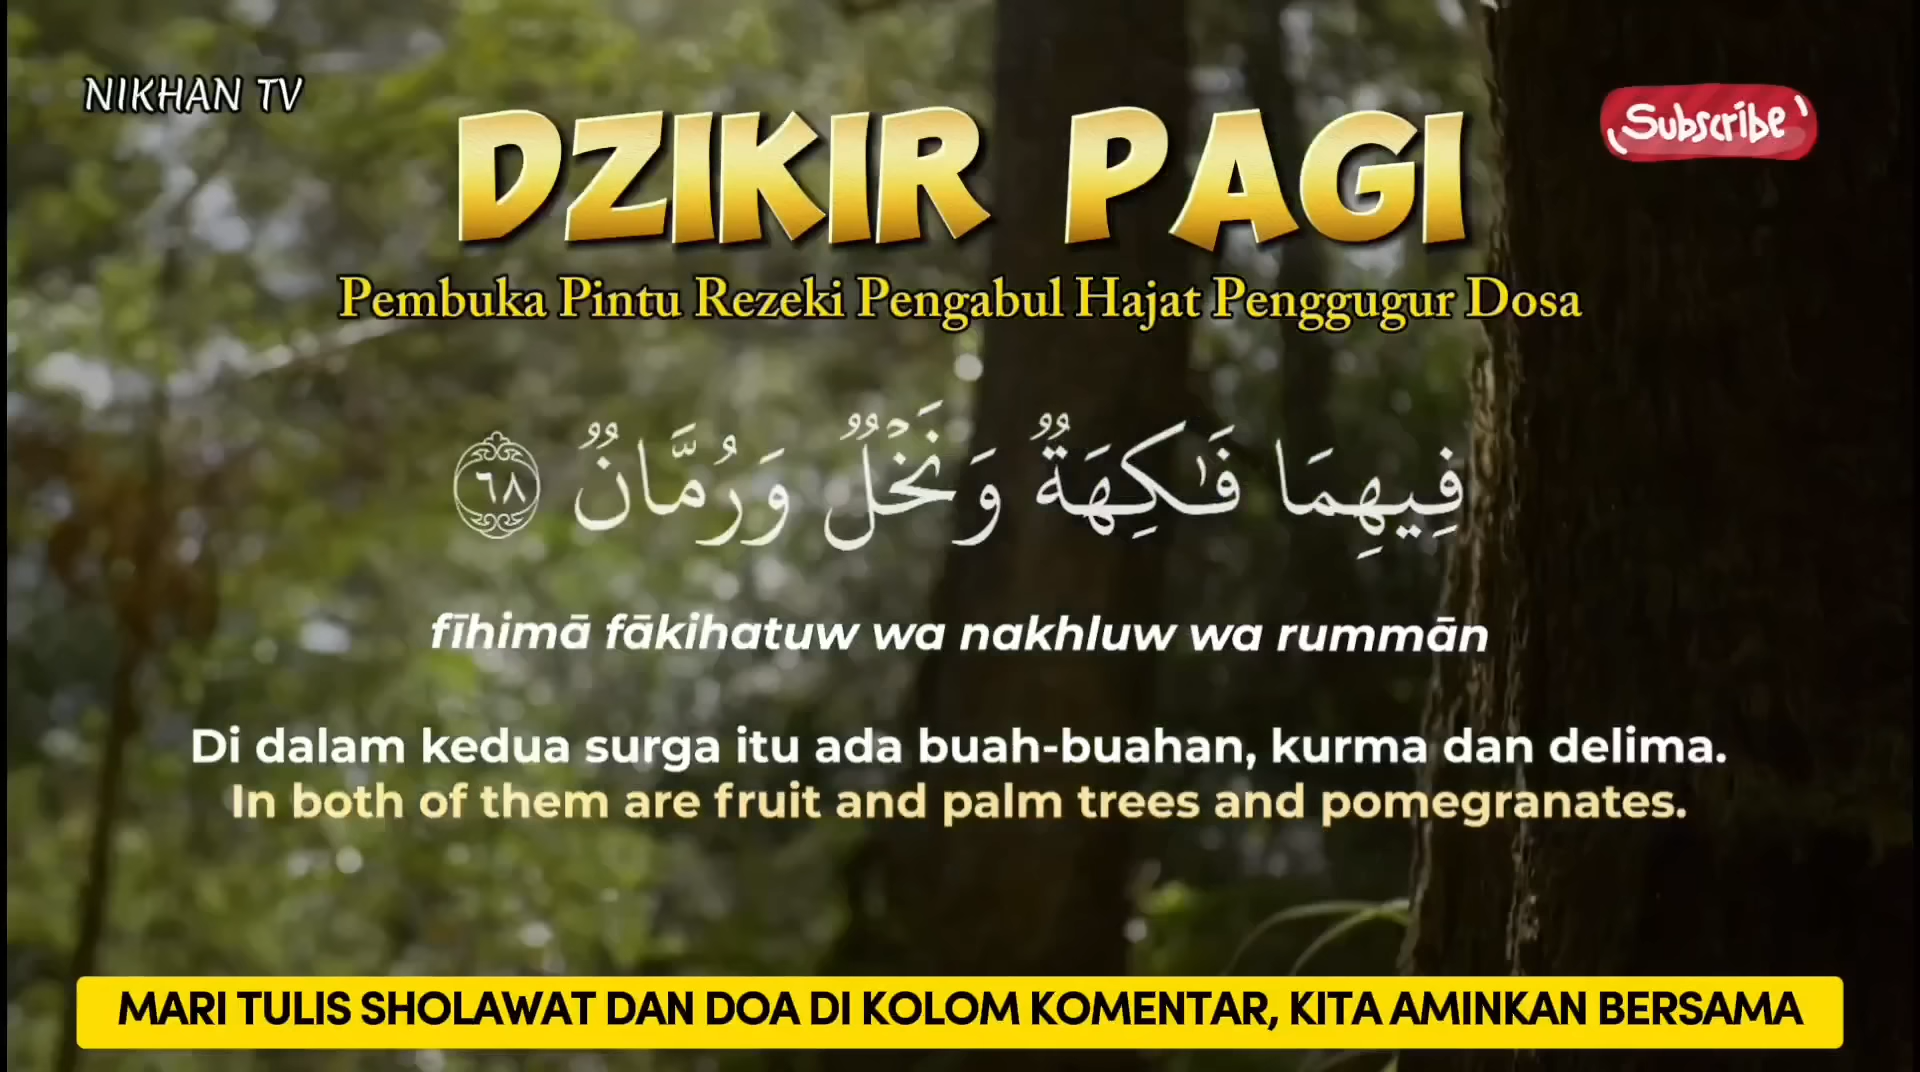 NIKHAN TV
DZIKIR PAGI
Subscribe
Pembuka Pintu Rezeki Pengabul Hajat Penggugur Dosa
فِيهِمَا فَـٰكِهَةٌۭ وَنَخْلٌۭ وَرُمَّانٌۭ ٦٨
fīhimā fākihatuw wa nakhluw wa rummān
Di dalam kedua surga itu ada buah-buahan, kurma dan delima.
In both of them are fruit and palm trees and pomegranates.
MARI TULIS SHOLAWAT DAN DOA DI KOLOM KOMENTAR, KITA AMINKAN BERSAMA